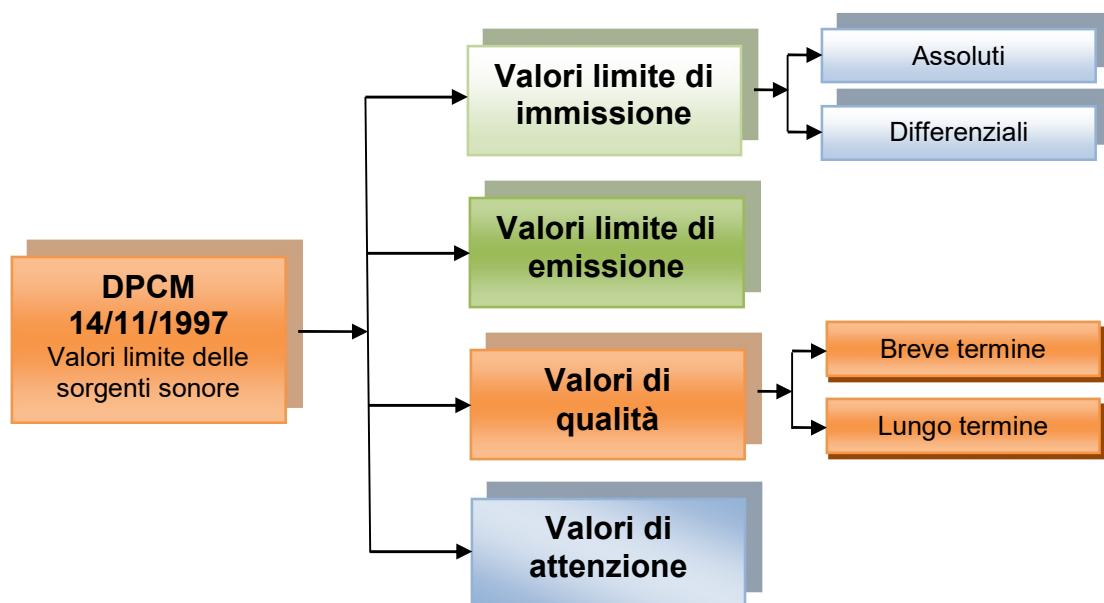 DPCM
14/11/1997
Valori limite delle
sorgenti sonore
Valori limite di
immissione
Assoluti
Differenziali
Valori limite di
emissione
Valori di
qualità
Breve termine
Lungo termine
Valori di
attenzione